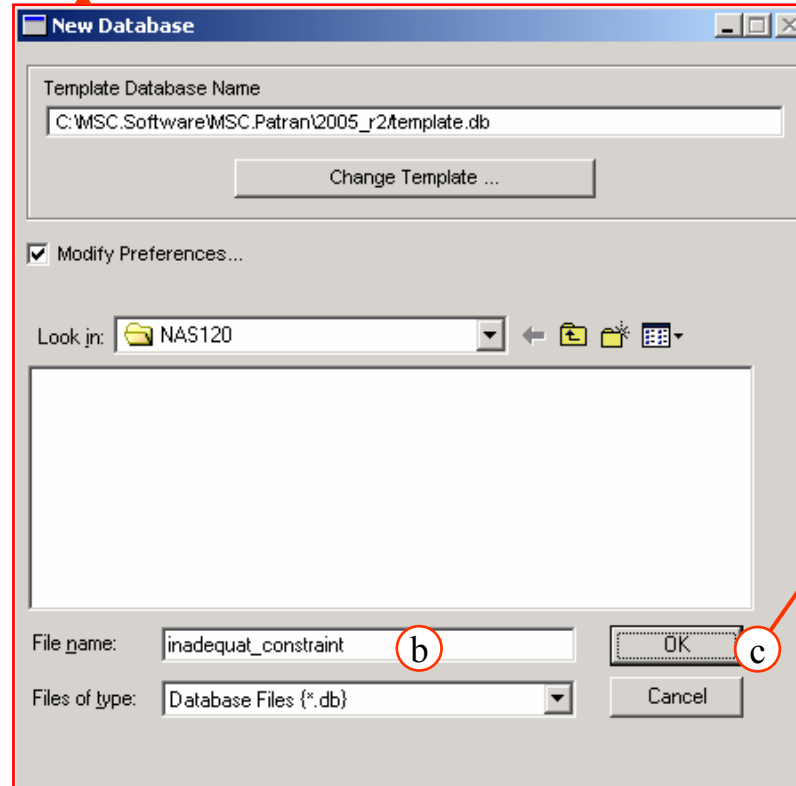 New Database
Template Database Name
C:\MSC.Software\MSC.Patran\2005_r2/template.db
Change Template ...
Modify Preferences...
Look in: NAS120
File name: inadequat_constraint b OK c
Files of type: Database Files {*.db} Cancel